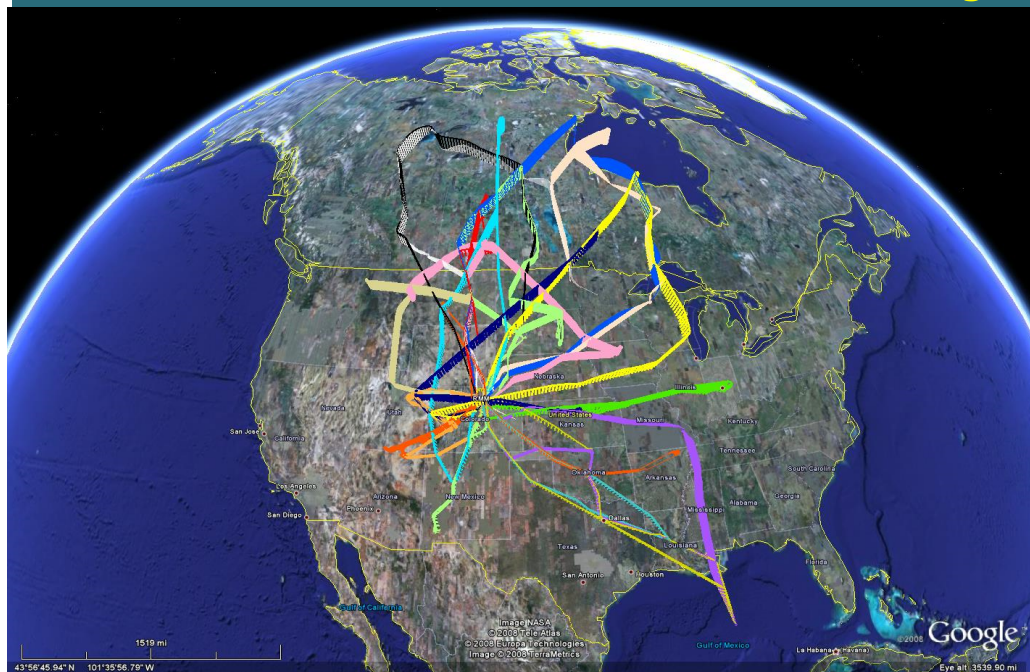 Nebraska
RMM
Illinois
Nevada
Utah
Colorado
United States
Kansas
Missouri
Kentucky
San Jose
California
Tennessee
Oklahoma
Arkansas
South Carolina
Los Angeles
Arizona
New Mexico
Alabama
Georgia
Phoenix
Mississippi
San Diego
Dallas
Louisiana
Texas
Florida
San Antonio
Houston
Gulf of California
Image NASA
© 2008 Tele Atlas
© 2008 Europa Technologies
Image © 2008 TerraMetrics
Gulf of Mexico
La Habana (Havana)
©2008 Google
1519 mi
43°56'45.94" N 101°35'56.79" W
Eye alt 3539.90 mi